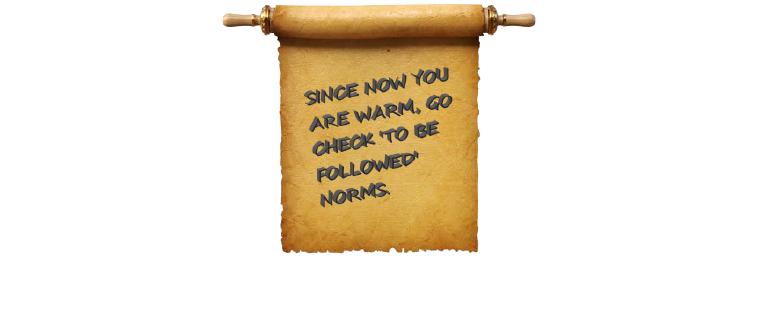 SINCE NOW YOU
ARE WARM, GO
CHECK 'TO BE
FOLLOWED'
NORMS.